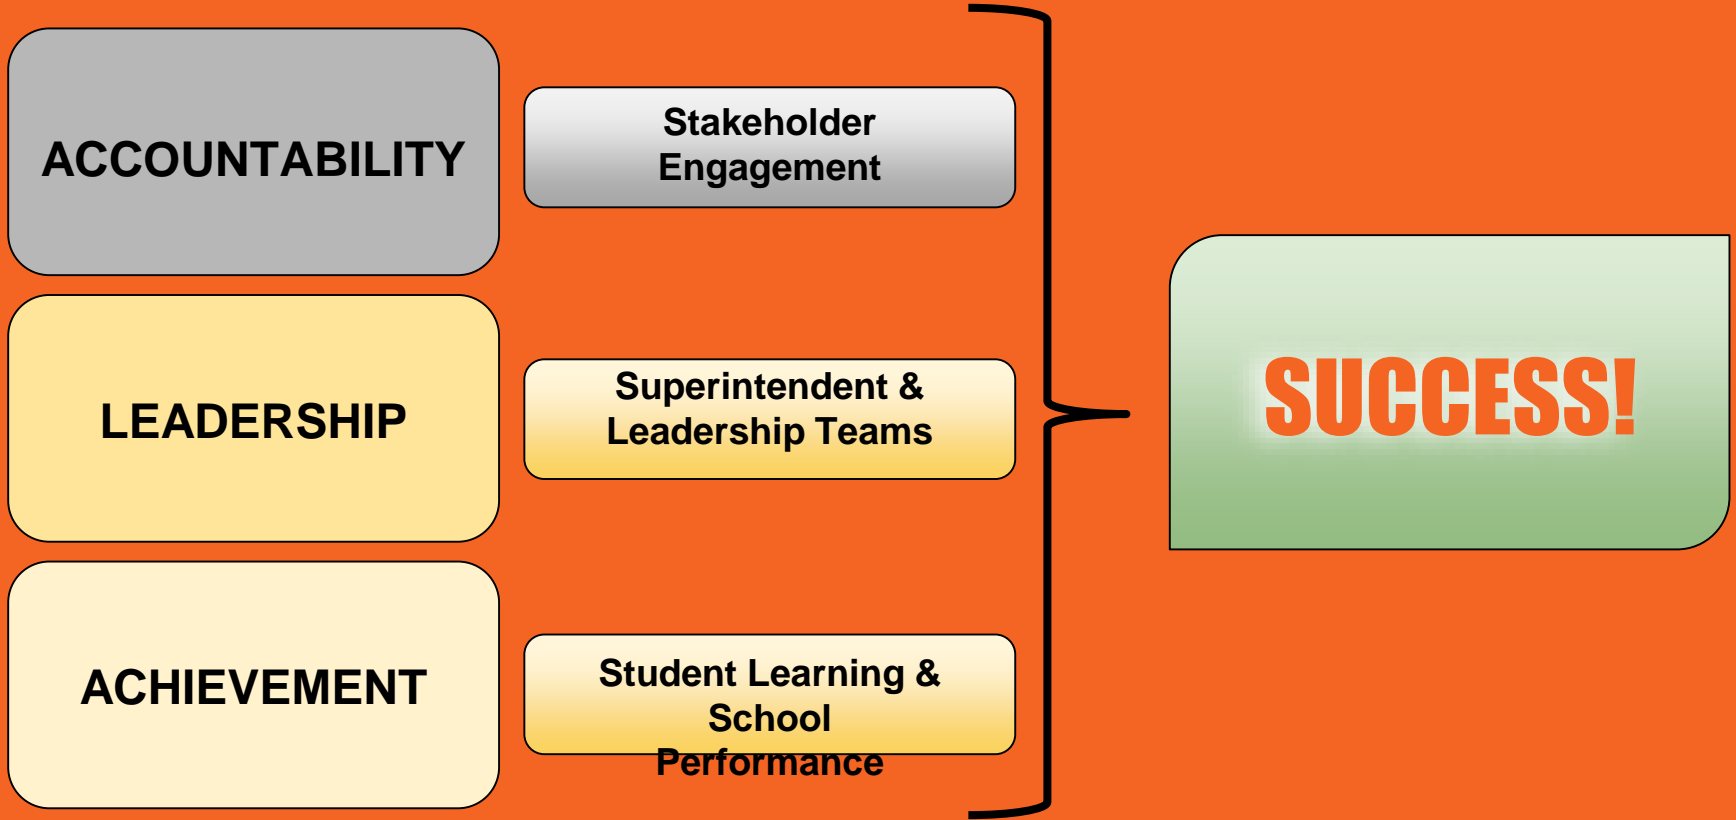 ACCOUNTABILITY
Stakeholder
Engagement
LEADERSHIP
Superintendent &
Leadership Teams
ACHIEVEMENT
Student Learning &
School
Performance
SUCCESS!